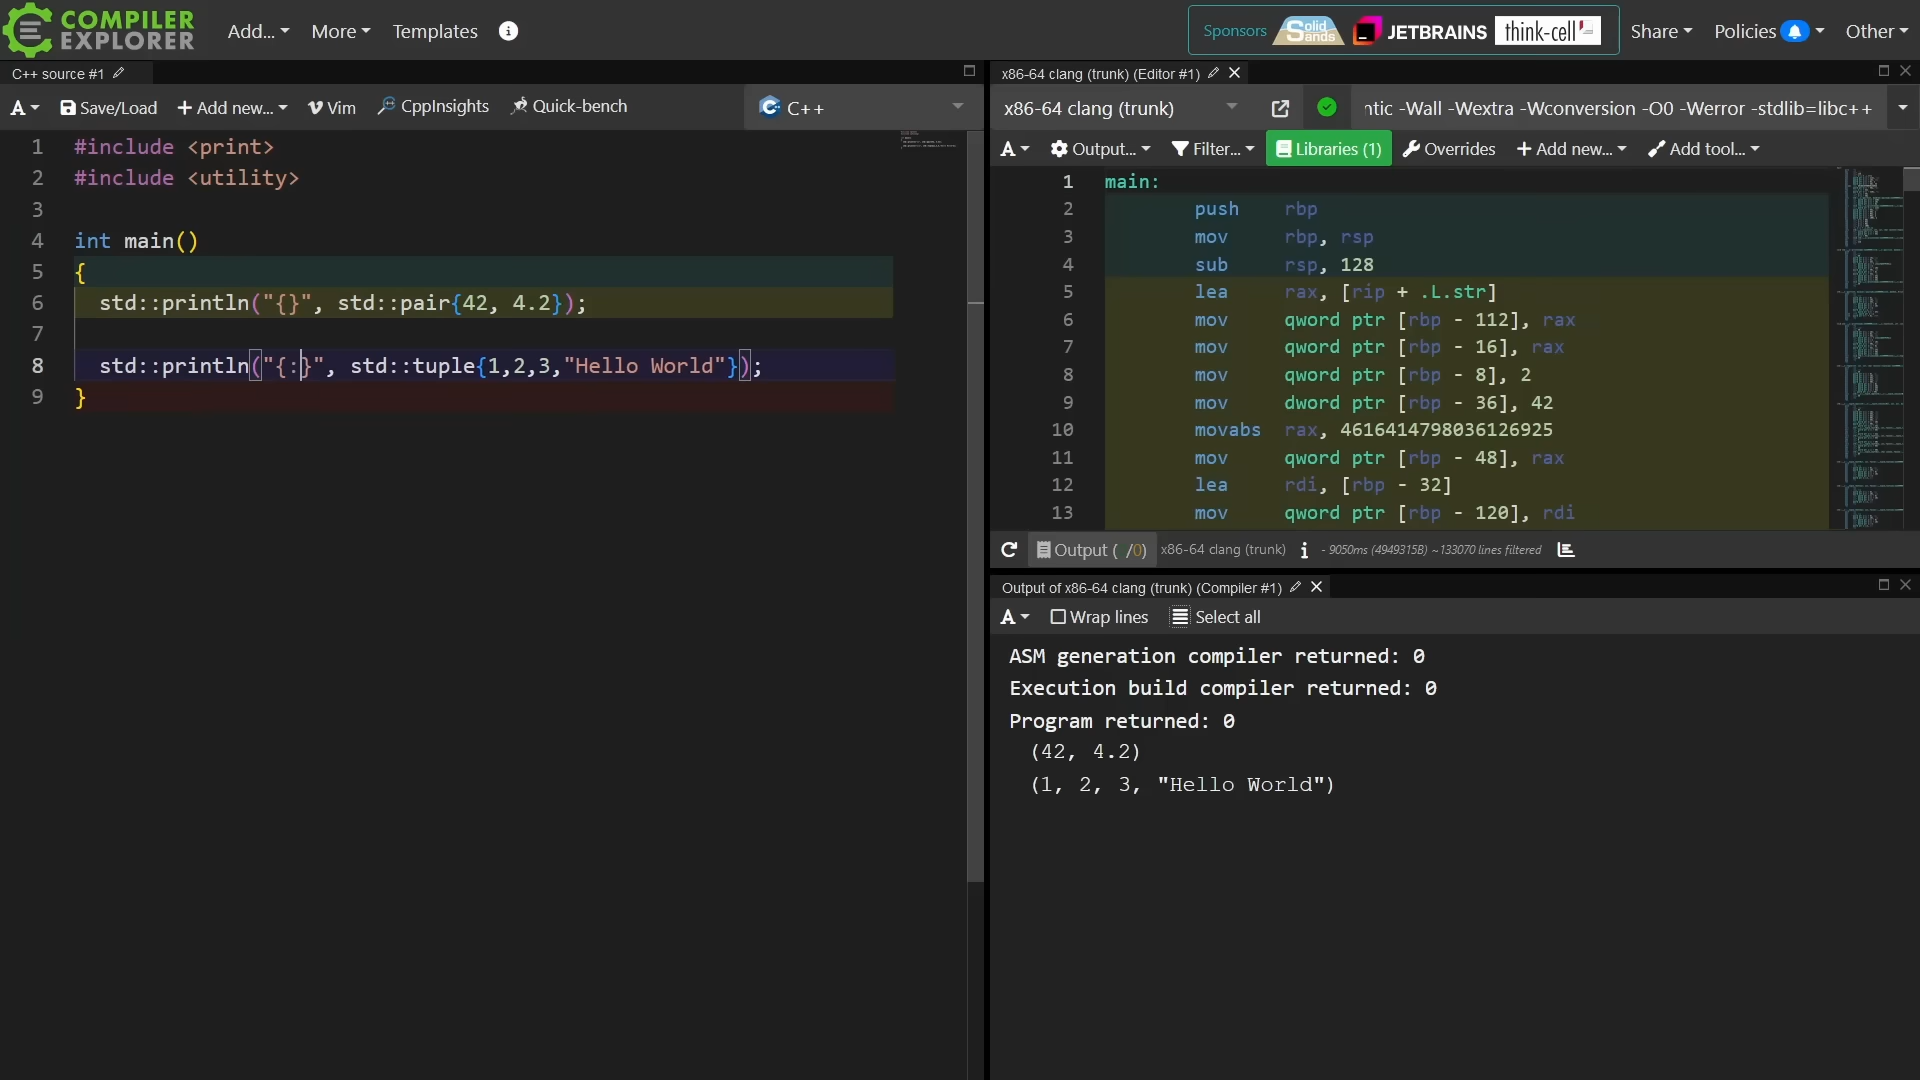 COMPILER EXPLORER
Add... More Templates
Sponsors Solid Sands JETBRAINS think-cell Share Policies Other
C++ source #1
A Save/Load Add new... Vim CppInsights Quick-bench C++
1 #include <print>
2 #include <utility>
3
4 int main()
5 {
6 std::println("{}", std::pair{42, 4.2});
7
8 std::println("{:}", std::tuple{1,2,3,"Hello World"});
9 }
x86-64 clang (trunk) (Editor #1)
x86-64 clang (trunk) ntic -Wall -Wextra -Wconversion -O0 -Werror -stdlib=libc++
A Output... Filter... Libraries (1) Overrides Add new... Add tool...
1 main:
2 push rbp
3 mov rbp, rsp
4 sub rsp, 128
5 lea rax, [rip + .L.str]
6 mov qword ptr [rbp - 112], rax
7 mov qword ptr [rbp - 16], rax
8 mov qword ptr [rbp - 8], 2
9 mov dword ptr [rbp - 36], 42
10 movabs rax, 4616414798036126925
11 mov qword ptr [rbp - 48], rax
12 lea rdi, [rbp - 32]
13 mov qword ptr [rbp - 120], rdi
Output ( /0) x86-64 clang (trunk) - 9050ms (4949315B) ~133070 lines filtered
Output of x86-64 clang (trunk) (Compiler #1)
A Wrap lines Select all
ASM generation compiler returned: 0
Execution build compiler returned: 0
Program returned: 0
(42, 4.2)
(1, 2, 3, "Hello World")